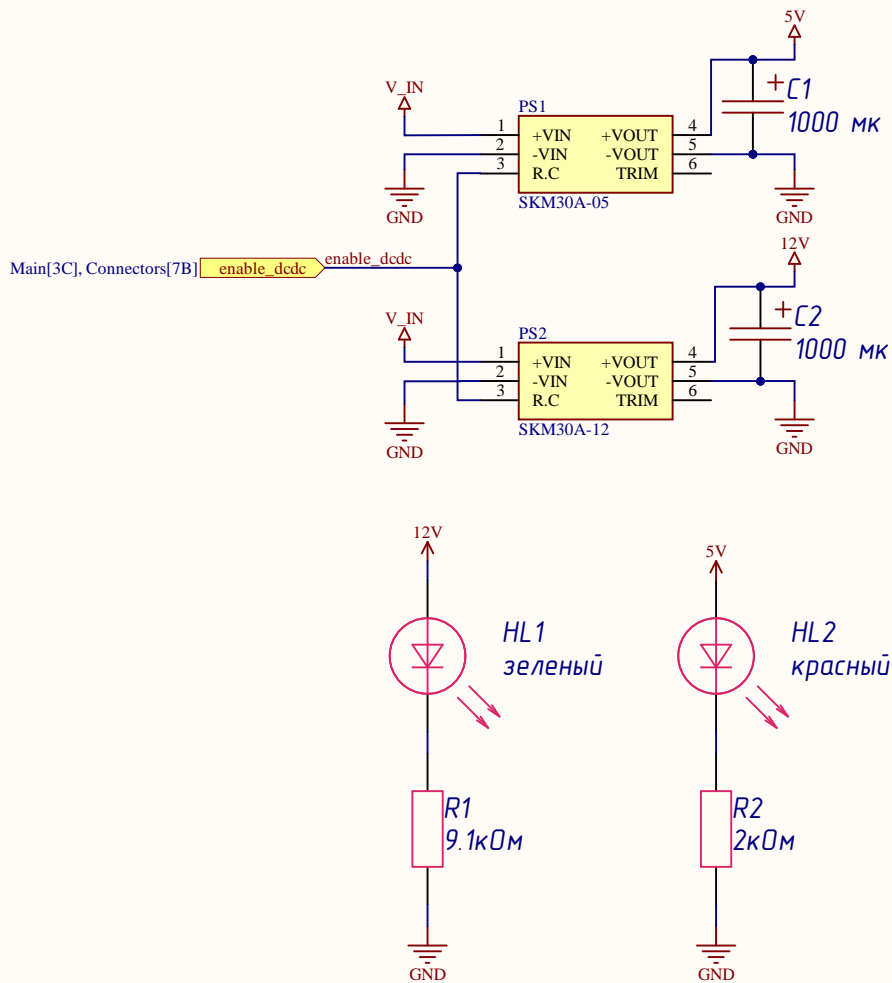 5V
C1
1000 мк
V_IN
PS1
1 +VIN +VOUT 4
2 -VIN -VOUT 5
3 R.C TRIM 6
SKM30A-05
GND
GND
Main[3C], Connectors[7B] enable_dcdc enable_dcdc
12V
C2
1000 мк
V_IN
PS2
1 +VIN +VOUT 4
2 -VIN -VOUT 5
3 R.C TRIM 6
SKM30A-12
GND
GND
12V
HL1
зеленый
R1
9.1кОм
GND
5V
HL2
красный
R2
2кОм
GND